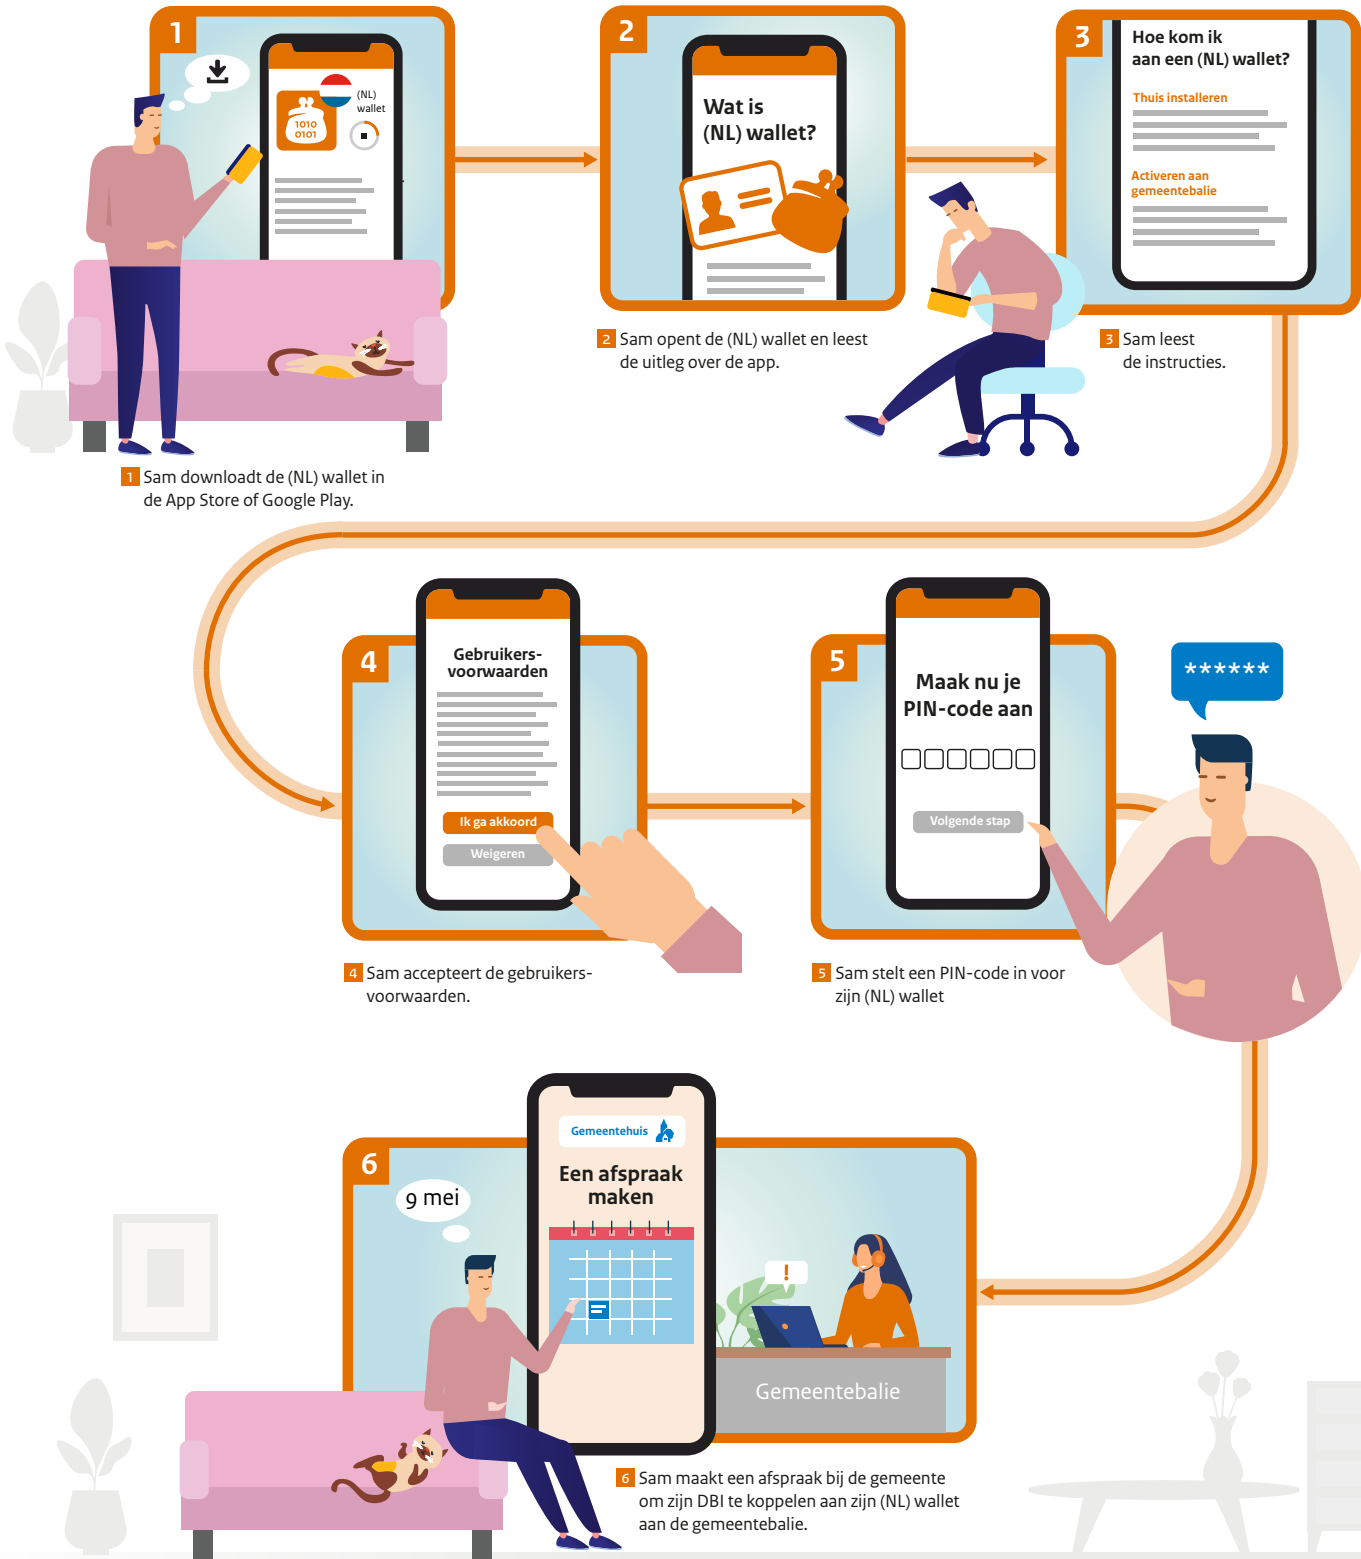 1
(NL)
wallet
1010
0101
1 Sam downloadt de (NL) wallet in
de App Store of Google Play.
2
Wat is
(NL) wallet?
2 Sam opent de (NL) wallet en leest
de uitleg over de app.
3
Hoe kom ik
aan een (NL) wallet?
Thuis installeren
Activeren aan
gemeentebalie
3 Sam leest
de instructies.
4
Gebruikers-
voorwaarden
Ik ga akkoord
Weigeren
4 Sam accepteert de gebruikers-
voorwaarden.
5
Maak nu je
PIN-code aan
Volgende stap
******
5 Sam stelt een PIN-code in voor
zijn (NL) wallet
6
9 mei
Gemeentehuis
Een afspraak
maken
!
Gemeentebalie
6 Sam maakt een afspraak bij de gemeente
om zijn DBI te koppelen aan zijn (NL) wallet
aan de gemeentebalie.